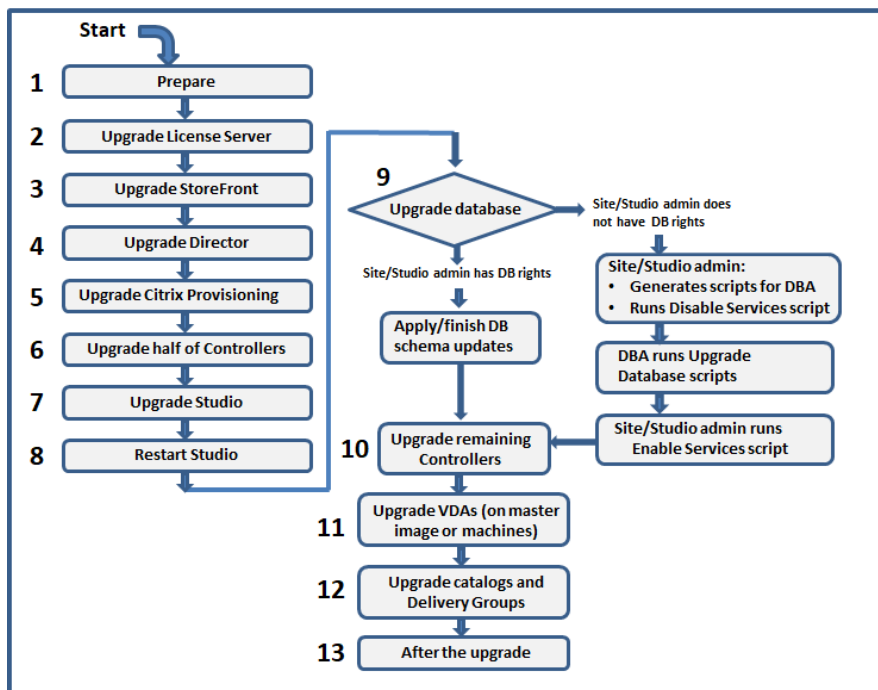 Start
1
Prepare
2
Upgrade License Server
3
Upgrade StoreFront
4
Upgrade Director
5
Upgrade Citrix Provisioning
6
Upgrade half of Controllers
7
Upgrade Studio
8
Restart Studio
9
Upgrade database
Site/Studio admin does
not have DB rights
Site/Studio admin has DB rights
Site/Studio admin:
• Generates scripts for DBA
• Runs Disable Services script
Apply/finish DB
schema updates
DBA runs Upgrade
Database scripts
Site/Studio admin runs
Enable Services script
10
Upgrade remaining
Controllers
11
Upgrade VDAs (on master
image or machines)
12
Upgrade catalogs and
Delivery Groups
13
After the upgrade